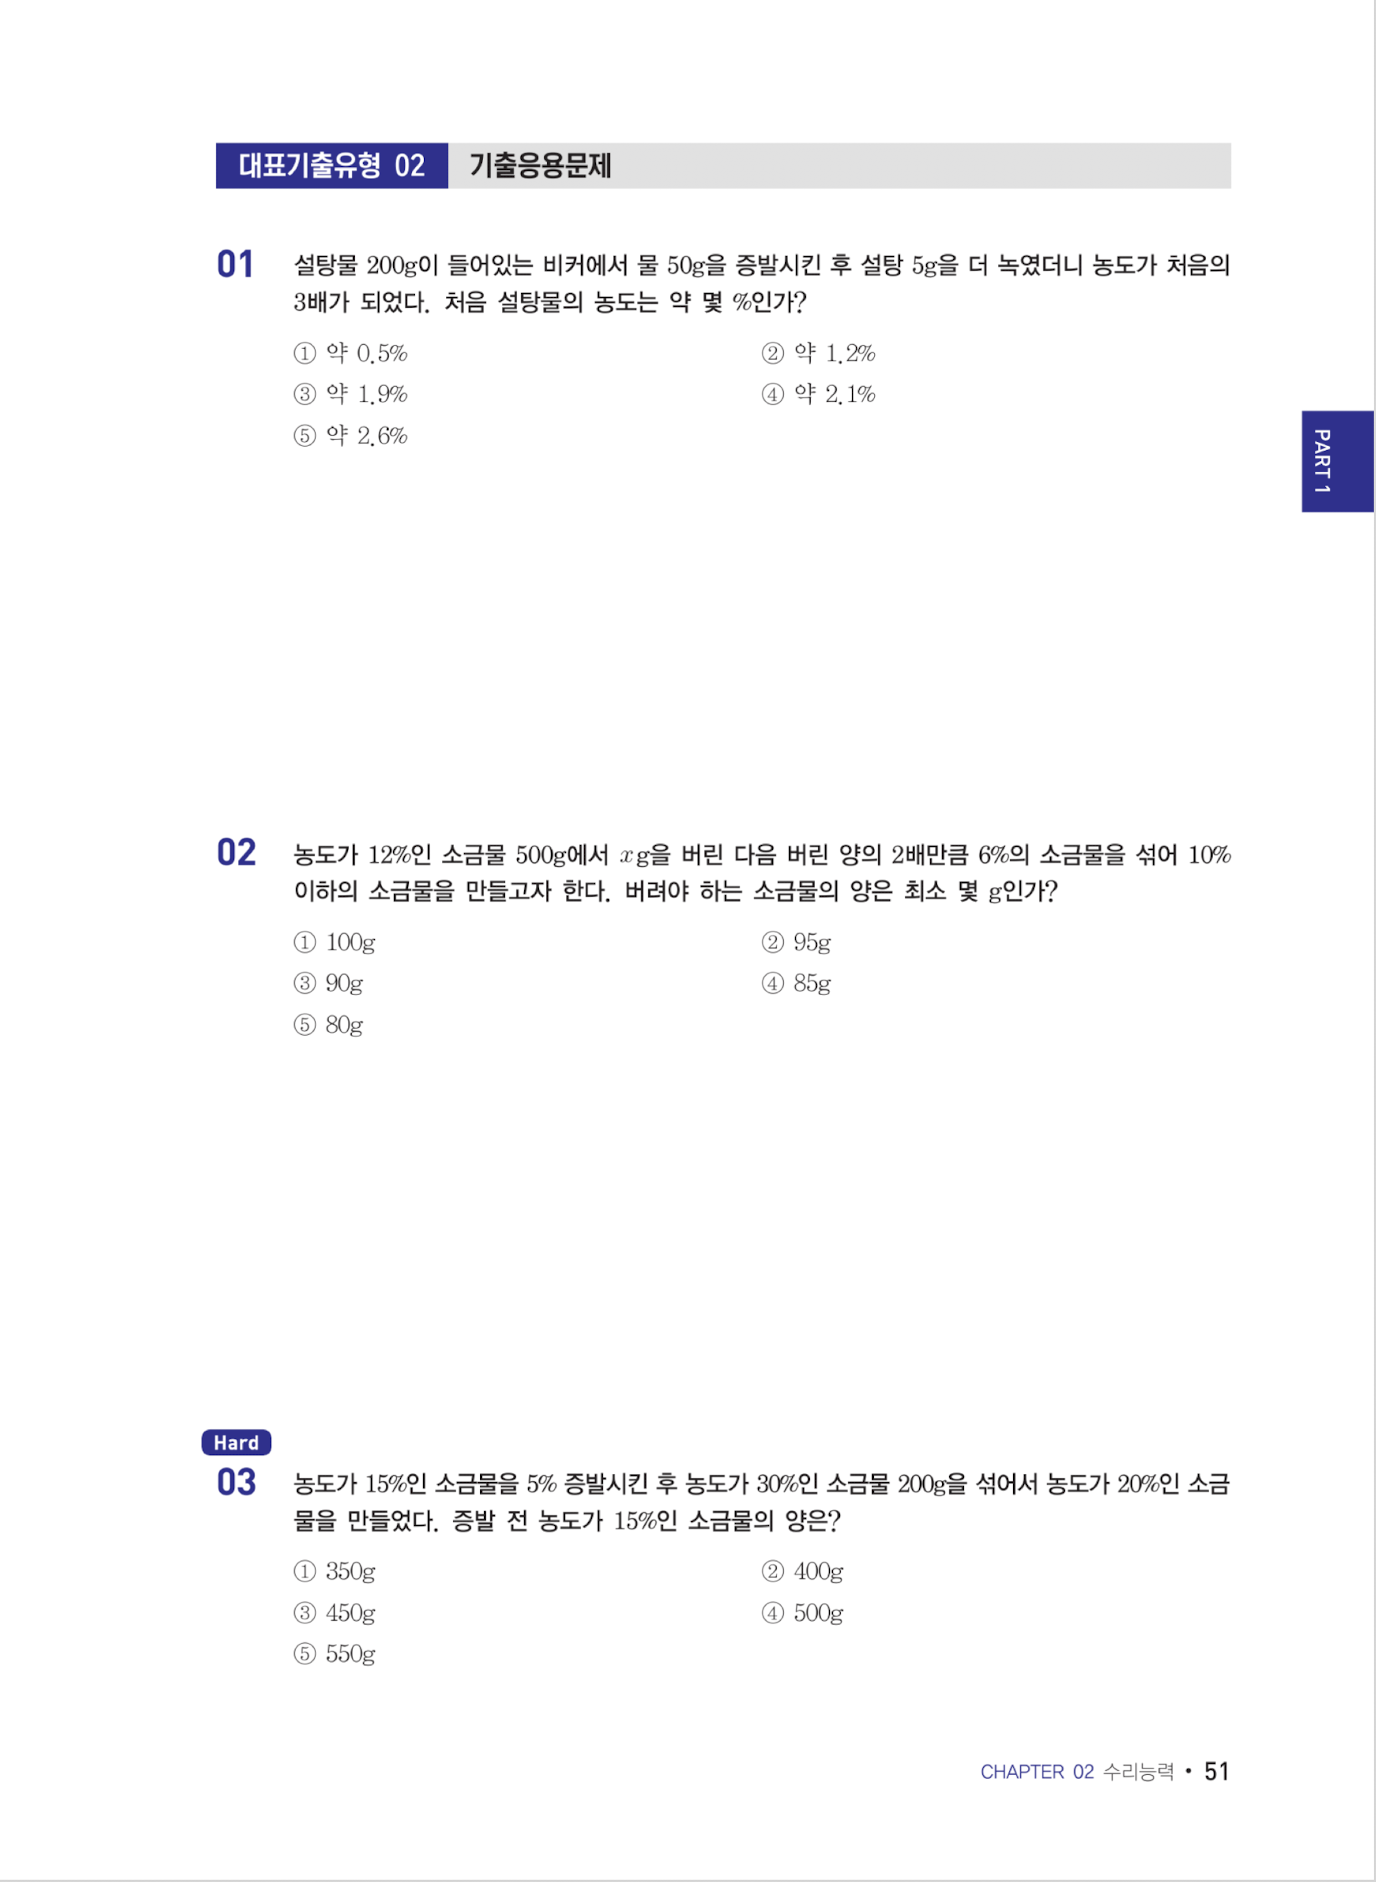 대표기출유형 02 기출응용문제
01 설탕물 200g이 들어있는 비커에서 물 50g을 증발시킨 후 설탕 5g을 더 녹였더니 농도가 처음의
3배가 되었다. 처음 설탕물의 농도는 약 몇 %인가?
① 약 0.5% ② 약 1.2%
③ 약 1.9% ④ 약 2.1%
⑤ 약 2.6%
PART 1
02 농도가 12%인 소금물 500g에서 x g을 버린 다음 버린 양의 2배만큼 6%의 소금물을 섞어 10%
이하의 소금물을 만들고자 한다. 버려야 하는 소금물의 양은 최소 몇 g인가?
① 100g ② 95g
③ 90g ④ 85g
⑤ 80g
Hard
03 농도가 15%인 소금물을 5% 증발시킨 후 농도가 30%인 소금물 200g을 섞어서 농도가 20%인 소금
물을 만들었다. 증발 전 농도가 15%인 소금물의 양은?
① 350g ② 400g
③ 450g ④ 500g
⑤ 550g
CHAPTER 02 수리능력 • 51